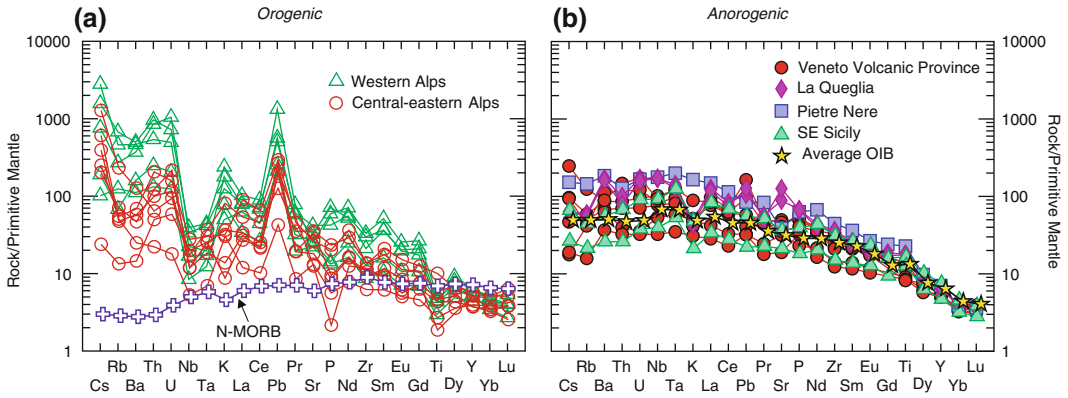 (a)
Orogenic
10000
1000
100
10
1
Rock/Primitive Mantle
Western Alps
Central-eastern Alps
N-MORB
Rb Th Nb K Ce Pr P Zr Eu Ti Y Lu
Cs Ba U Ta La Pb Sr Nd Sm Gd Dy Yb
(b)
Anorogenic
Veneto Volcanic Province
La Queglia
Pietre Nere
SE Sicily
Average OIB
10000
1000
100
10
1
Rock/Primitive Mantle
Rb Th Nb K Ce Pr P Zr Eu Ti Y Lu
Cs Ba U Ta La Pb Sr Nd Sm Gd Dy Yb